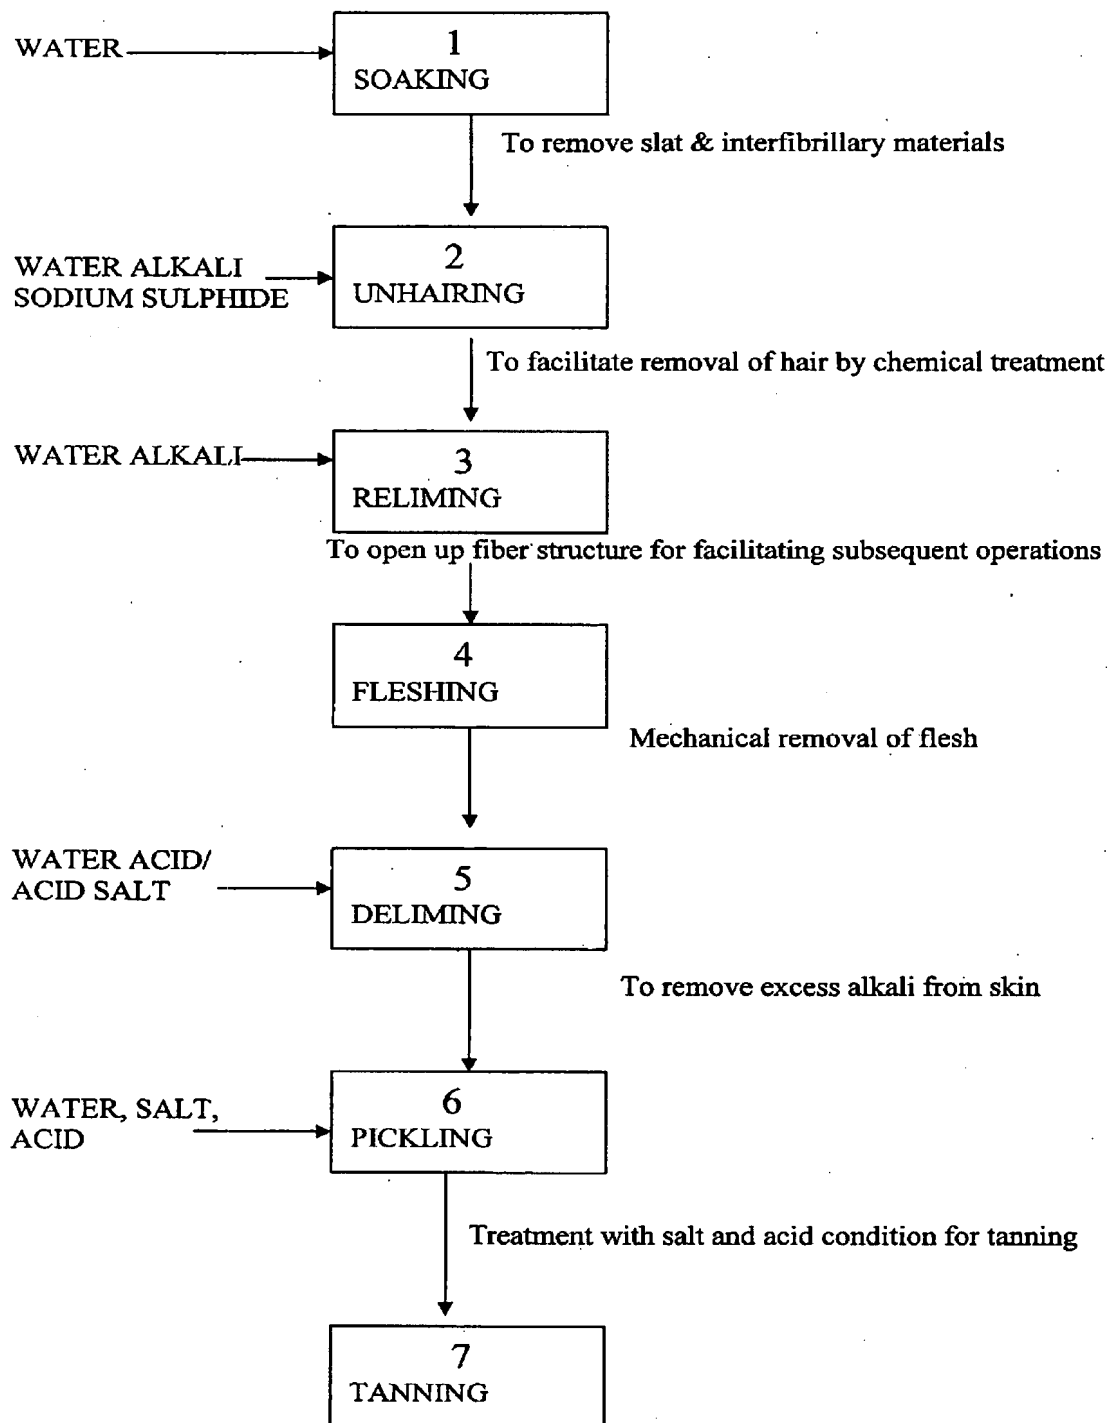 WATER
1
SOAKING
To remove slat & interfibrillary materials
WATER ALKALI
SODIUM SULPHIDE
2
UNHAIRING
To facilitate removal of hair by chemical treatment
WATER ALKALI
3
RELIMING
To open up fiber structure for facilitating subsequent operations
4
FLESHING
Mechanical removal of flesh
WATER ACID/
ACID SALT
5
DELIMING
To remove excess alkali from skin
WATER, SALT,
ACID
6
PICKLING
Treatment with salt and acid condition for tanning
7
TANNING